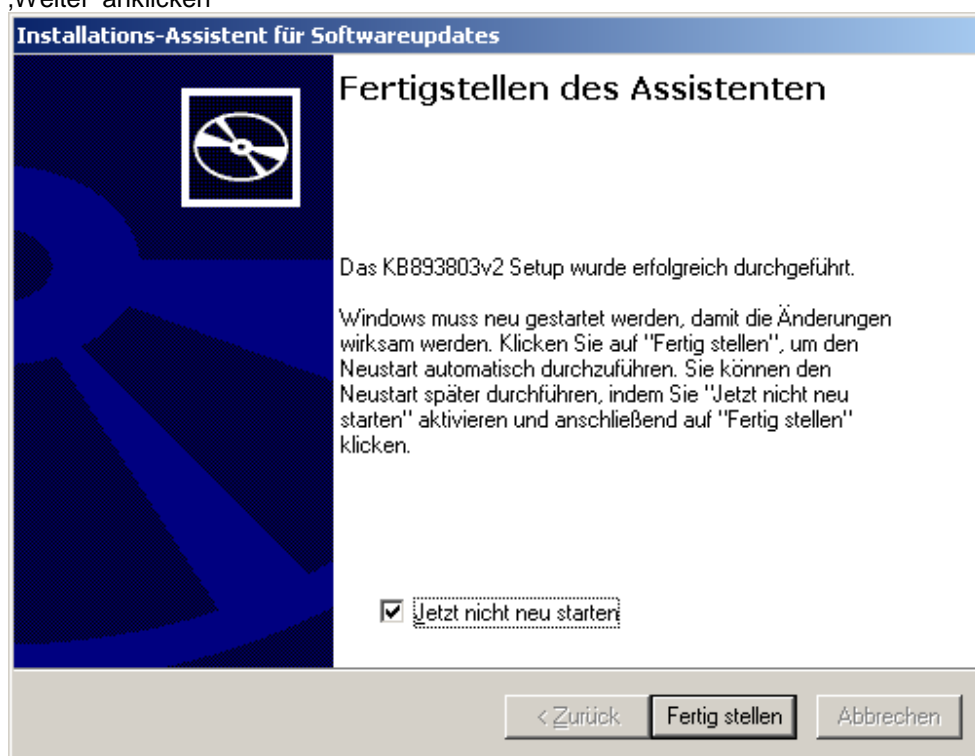 ‚Weiter' anklicken
Installations-Assistent für Softwareupdates
Fertigstellen des Assistenten
Das KB893803v2 Setup wurde erfolgreich durchgeführt.
Windows muss neu gestartet werden, damit die Änderungen
wirksam werden. Klicken Sie auf "Fertig stellen", um den
Neustart automatisch durchzuführen. Sie können den
Neustart später durchführen, indem Sie "Jetzt nicht neu
starten" aktivieren und anschließend auf "Fertig stellen"
klicken.
Jetzt nicht neu starten
< Zurück Fertig stellen Abbrechen